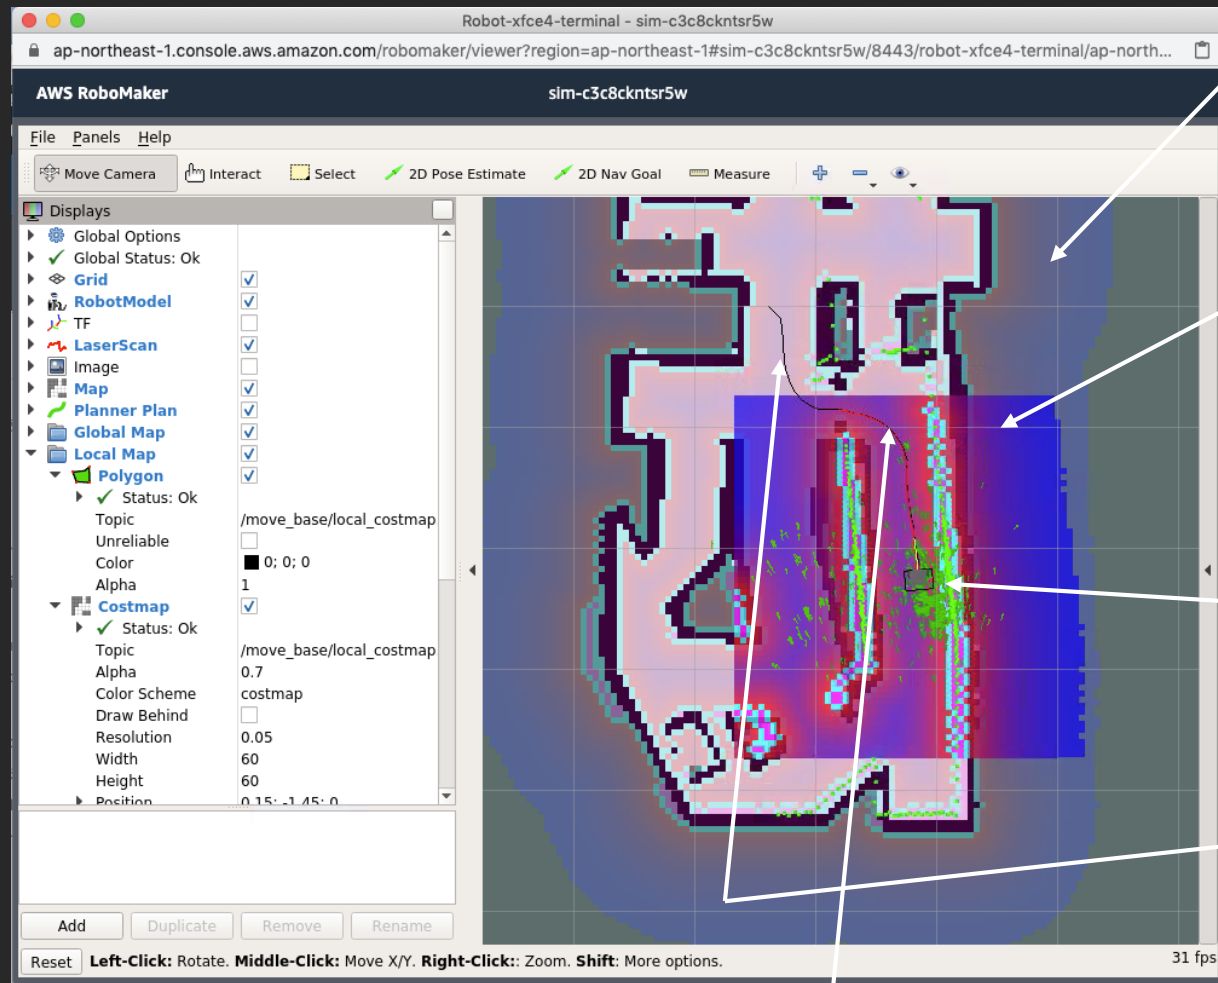 Robot-xfce4-terminal - sim-c3c8ckntsr5w
ap-northeast-1.console.aws.amazon.com/robomaker/viewer?region=ap-northeast-1#sim-c3c8ckntsr5w/8443/robot-xfce4-terminal/ap-north...
AWS RoboMaker sim-c3c8ckntsr5w
File Panels Help
Move Camera Interact Select 2D Pose Estimate 2D Nav Goal Measure
Displays
Global Options
Global Status: Ok
Grid
RobotModel
TF
LaserScan
Image
Map
Planner Plan
Global Map
Local Map
Polygon
Status: Ok
Topic /move_base/local_costmap
Unreliable
Color 0; 0; 0
Alpha 1
Costmap
Status: Ok
Topic /move_base/local_costmap
Alpha 0.7
Color Scheme costmap
Draw Behind
Resolution 0.05
Width 60
Height 60
Position 0.15; -1.45; 0
Add Duplicate Remove Rename
Reset Left-Click: Rotate. Middle-Click: Move X/Y. Right-Click:: Zoom. Shift: More options. 31 fps